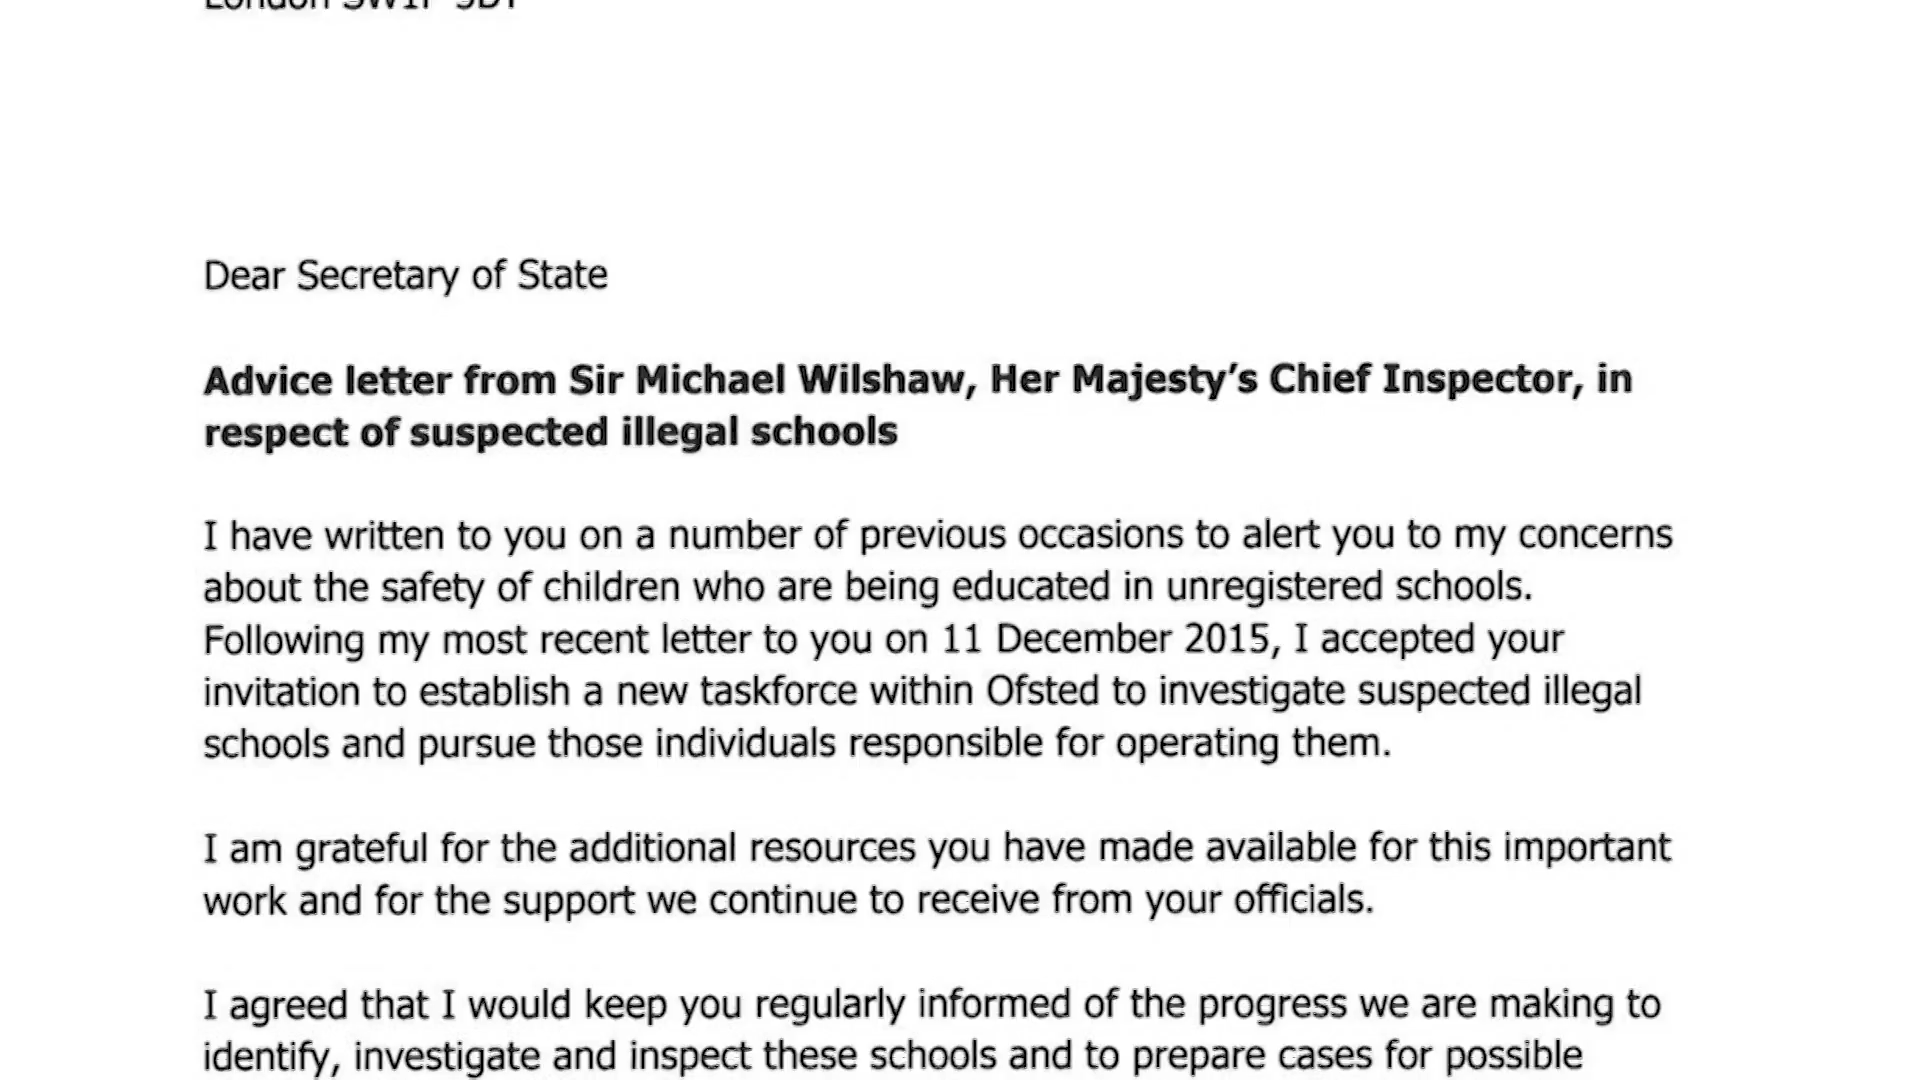 London SW1P 3BT
Dear Secretary of State
Advice letter from Sir Michael Wilshaw, Her Majesty’s Chief Inspector, in
respect of suspected illegal schools
I have written to you on a number of previous occasions to alert you to my concerns
about the safety of children who are being educated in unregistered schools.
Following my most recent letter to you on 11 December 2015, I accepted your
invitation to establish a new taskforce within Ofsted to investigate suspected illegal
schools and pursue those individuals responsible for operating them.
I am grateful for the additional resources you have made available for this important
work and for the support we continue to receive from your officials.
I agreed that I would keep you regularly informed of the progress we are making to
identify, investigate and inspect these schools and to prepare cases for possible